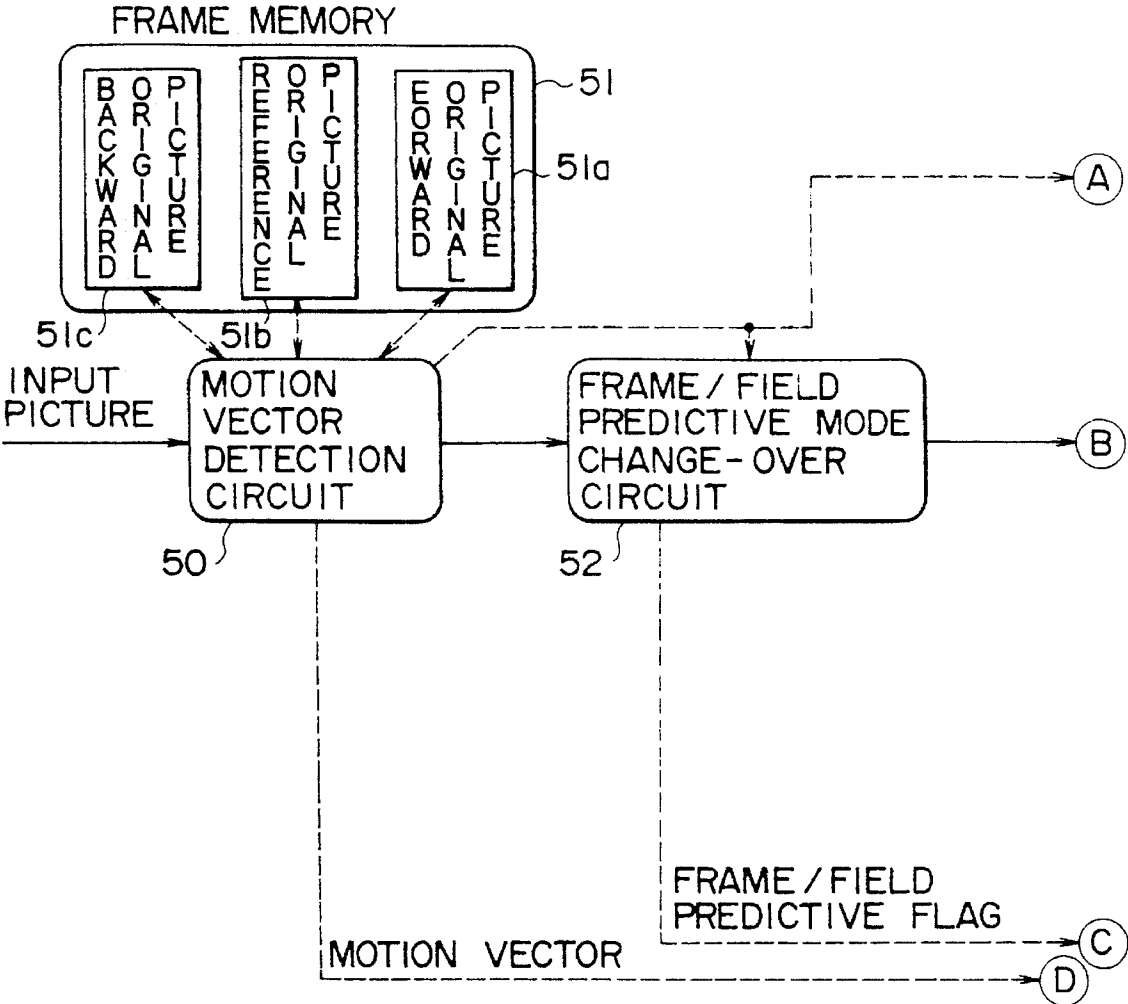 FRAME MEMORY
BACKWARD
ORIGINAL
PICTURE
REFERENCE
ORIGINAL
PICTURE
EORWARD
ORIGINAL
PICTURE
51
51a
51c
51b
A
INPUT
PICTURE
MOTION
VECTOR
DETECTION
CIRCUIT
FRAME/FIELD
PREDICTIVE MODE
CHANGE-OVER
CIRCUIT
B
50
52
FRAME/FIELD
PREDICTIVE FLAG
C
MOTION VECTOR
D